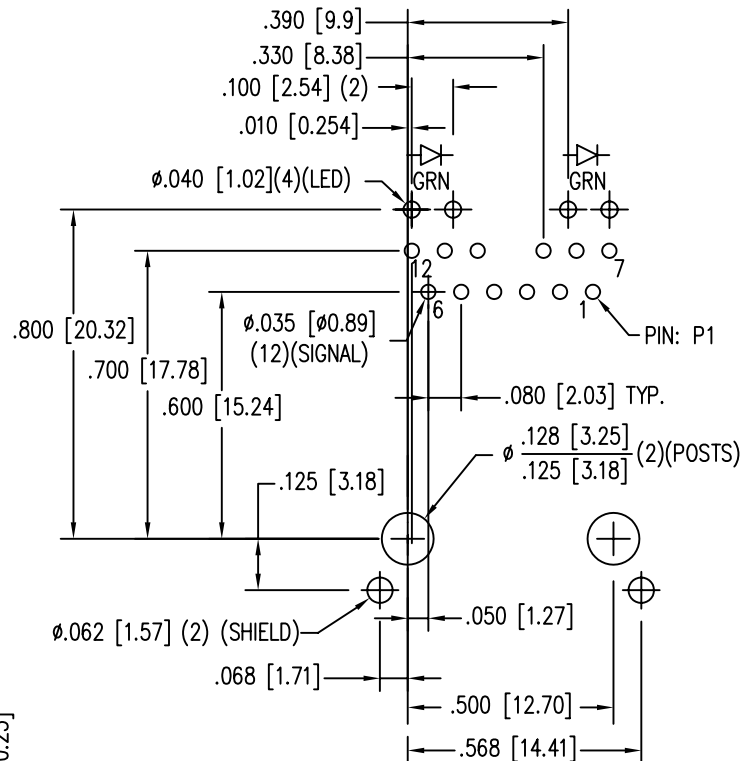 .390 [9.9]
.330 [8.38]
.100 [2.54] (2)
.010 [0.254]
GRN GRN
ø.040 [1.02](4)(LED)
12 7
6 1
.800 [20.32]
ø.035 [ø0.89]
(12)(SIGNAL)
PIN: P1
.700 [17.78]
.600 [15.24]
.080 [2.03] TYP.
ø .128 [3.25]
.125 [3.18] (2)(POSTS)
.125 [3.18]
ø.062 [1.57] (2) (SHIELD)
.050 [1.27]
.068 [1.71]
.500 [12.70]
.568 [14.41]